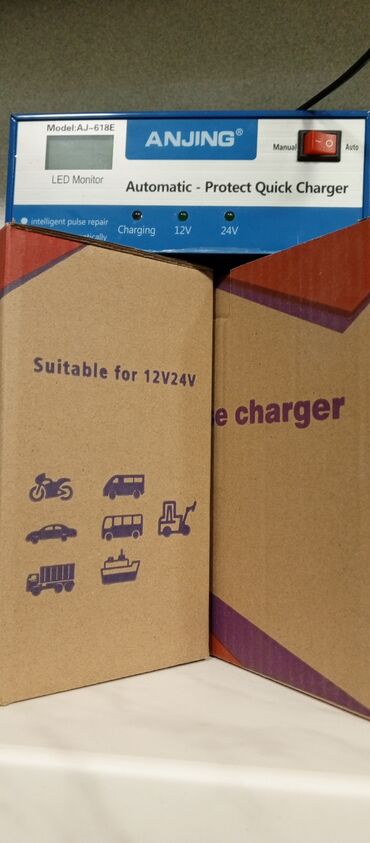 Model:AJ-618E
ANJING®
Manual
Auto
LED Monitor
Automatic - Protect Quick Charger
intelligent pulse repair
Charging 12V 24V
Suitable for 12V24V
charger